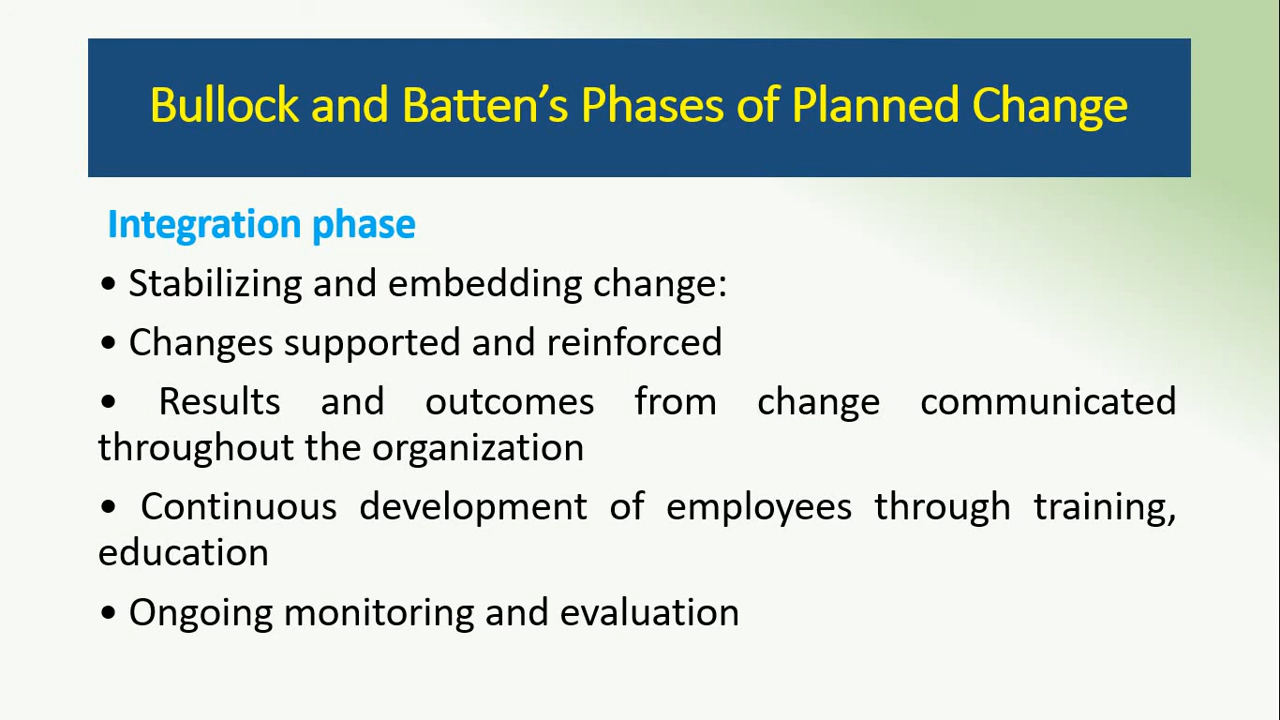 Bullock and Batten’s Phases of Planned Change
Integration phase
• Stabilizing and embedding change:
• Changes supported and reinforced
• Results and outcomes from change communicated
throughout the organization
• Continuous development of employees through training,
education
• Ongoing monitoring and evaluation